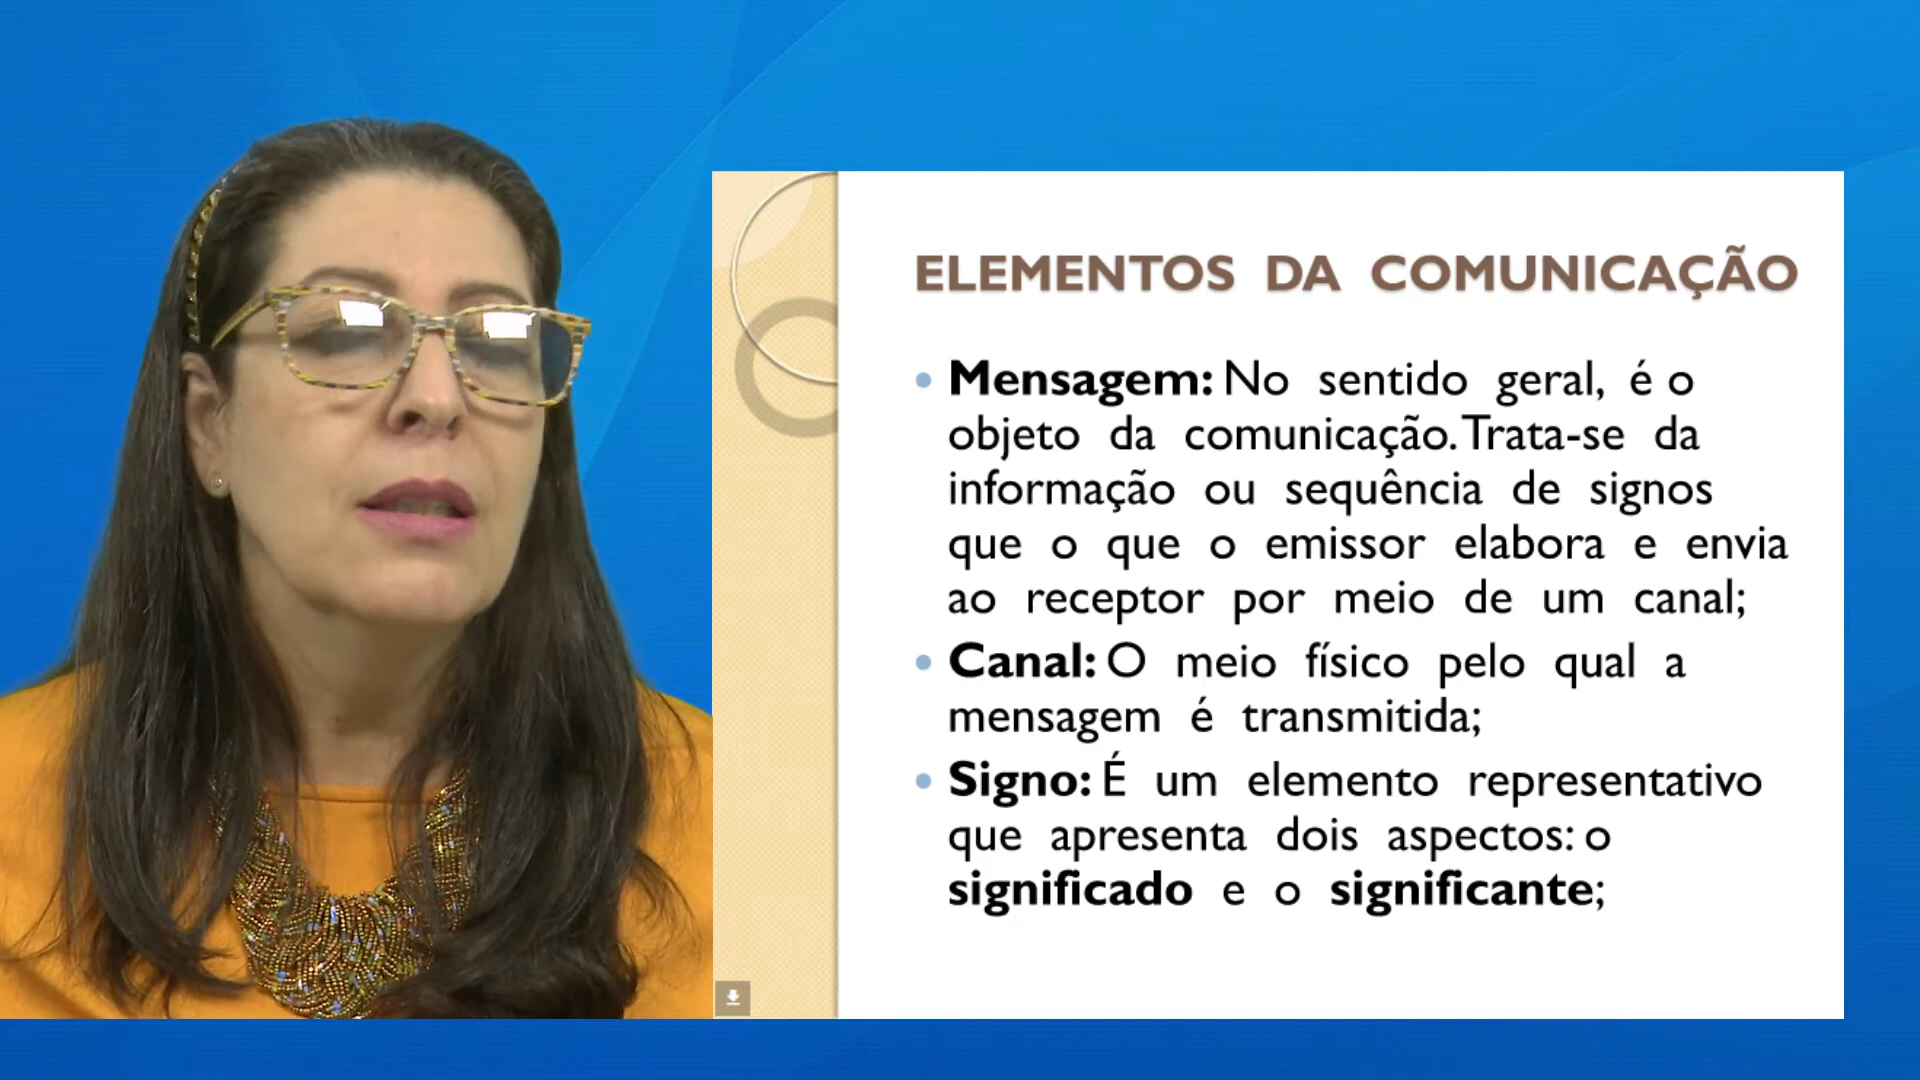 ELEMENTOS DA COMUNICAÇÃO
• Mensagem: No sentido geral, é o
objeto da comunicação. Trata-se da
informação ou sequência de signos
que o que o emissor elabora e envia
ao receptor por meio de um canal;
• Canal: O meio físico pelo qual a
mensagem é transmitida;
• Signo: É um elemento representativo
que apresenta dois aspectos: o
significado e o significante;